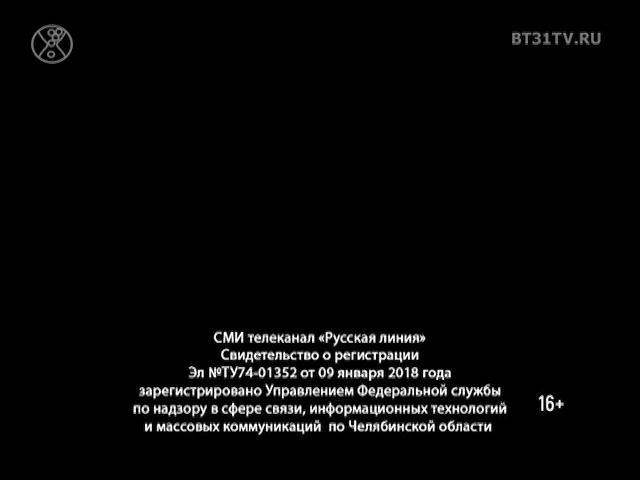 BT31TV.RU
СМИ телеканал «Русская линия»
Свидетельство о регистрации
Эл №ТУ74-01352 от 09 января 2018 года
зарегистрировано Управлением Федеральной службы
по надзору в сфере связи, информационных технологий
и массовых коммуникаций по Челябинской области
16+